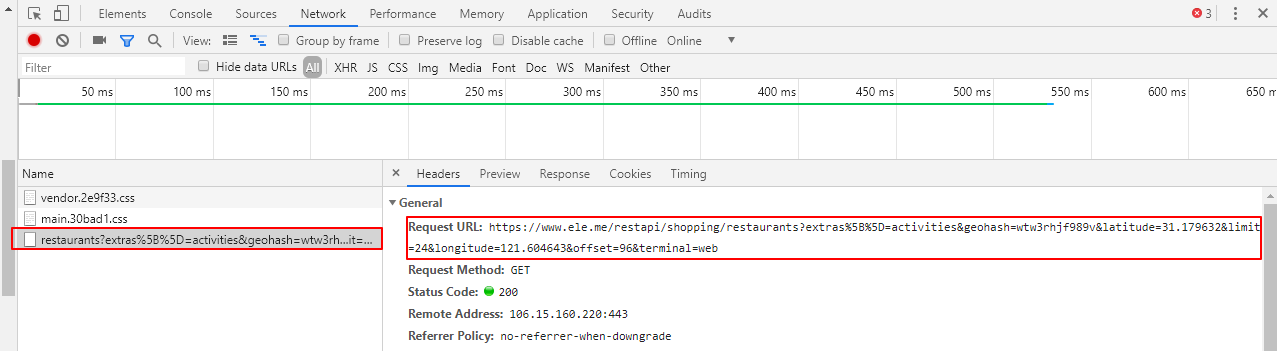 Elements Console Sources Network Performance Memory Application Security Audits 3
View: Group by frame Preserve log Disable cache Offline Online
Filter Hide data URLs All XHR JS CSS Img Media Font Doc WS Manifest Other
50 ms 100 ms 150 ms 200 ms 250 ms 300 ms 350 ms 400 ms 450 ms 500 ms 550 ms 600 ms 650 m
Name × Headers Preview Response Cookies Timing
vendor.2e9f33.css
main.30bad1.css
restaurants?extras%5B%5D=activities&geohash=wtw3rh...it=...
General
Request URL: https://www.ele.me/restapi/shopping/restaurants?extras%5B%5D=activities&geohash=wtw3rhjf989v&latitude=31.179632&limit
=24&longitude=121.604643&offset=96&terminal=web
Request Method: GET
Status Code: 200
Remote Address: 106.15.160.220:443
Referrer Policy: no-referrer-when-downgrade